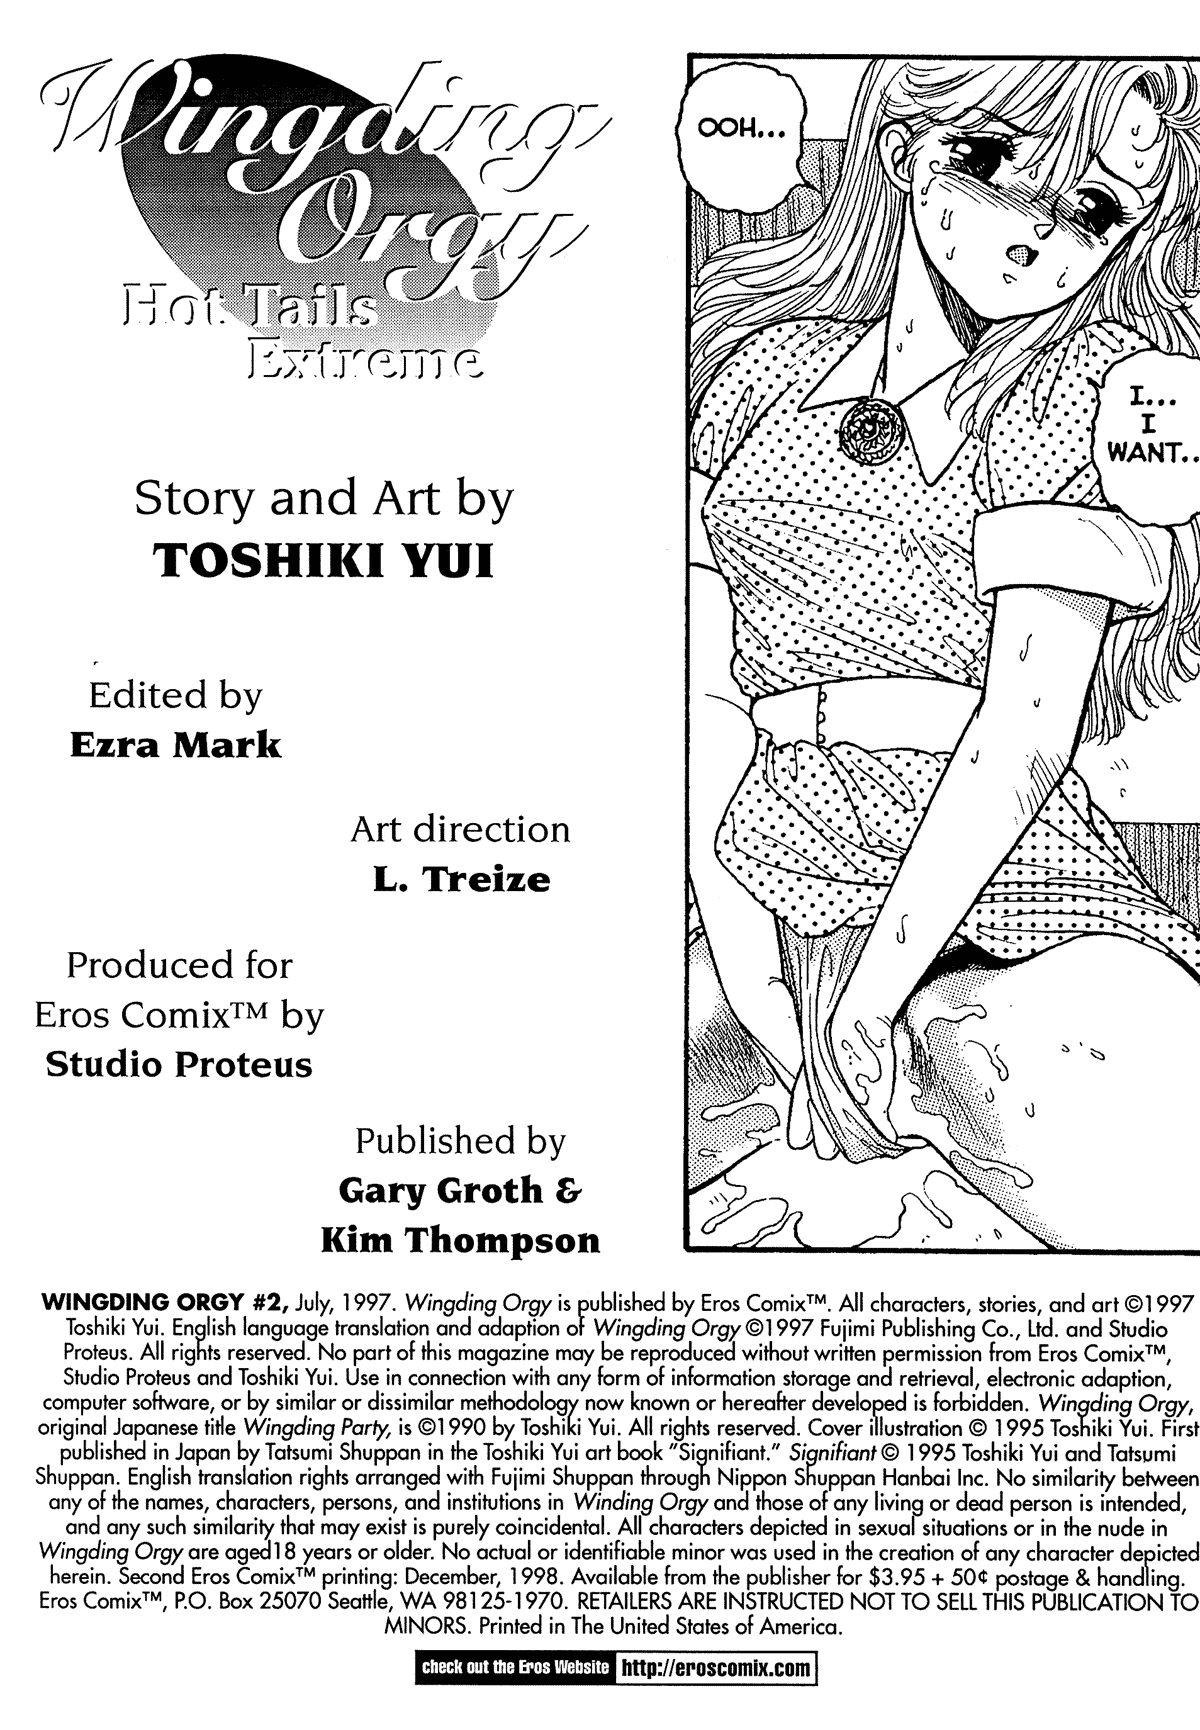 Wingding
Orgy
Hot Tails
Extreme
Story and Art by
TOSHIKI YUI
Edited by
Ezra Mark
Art direction
L. Treize
Produced for
Eros Comix™ by
Studio Proteus
Published by
Gary Groth &
Kim Thompson
OOH...
I...
I
WANT..
WINGDING ORGY #2, July, 1997. Wingding Orgy is published by Eros Comix™. All characters, stories, and art ©1997
Toshiki Yui. English language translation and adaption of Wingding Orgy ©1997 Fujimi Publishing Co., Ltd. and Studio
Proteus. All rights reserved. No part of this magazine may be reproduced without written permission from Eros Comix™,
Studio Proteus and Toshiki Yui. Use in connection with any form of information storage and retrieval, electronic adaption,
computer software, or by similar or dissimilar methodology now known or hereafter developed is forbidden. Wingding Orgy,
original Japanese title Wingding Party, is ©1990 by Toshiki Yui. All rights reserved. Cover illustration © 1995 Toshiki Yui. First
published in Japan by Tatsumi Shuppan in the Toshiki Yui art book "Signifiant." Signifiant © 1995 Toshiki Yui and Tatsumi
Shuppan. English translation rights arranged with Fujimi Shuppan through Nippon Shuppan Hanbai Inc. No similarity between
any of the names, characters, persons, and institutions in Winding Orgy and those of any living or dead person is intended,
and any such similarity that may exist is purely coincidental. All characters depicted in sexual situations or in the nude in
Wingding Orgy are aged18 years or older. No actual or identifiable minor was used in the creation of any character depicted
herein. Second Eros Comix™ printing: December, 1998. Available from the publisher for $3.95 + 50¢ postage & handling.
Eros Comix™, P.O. Box 25070 Seattle, WA 98125-1970. RETAILERS ARE INSTRUCTED NOT TO SELL THIS PUBLICATION TO
MINORS. Printed in The United States of America.
check out the Eros Website http://eroscomix.com